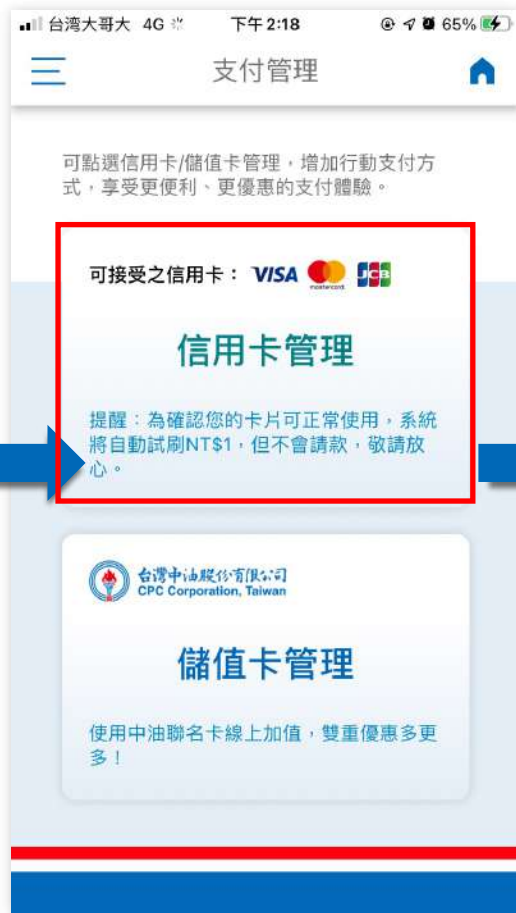 台湾大哥大 4G 下午2:18 65%
支付管理
可點選信用卡/儲值卡管理，增加行動支付方
式，享受更便利、更優惠的支付體驗。
可接受之信用卡： VISA mastercard JCB
信用卡管理
提醒：為確認您的卡片可正常使用，系統
將自動試刷NT$1，但不會請款，敬請放
心。
台灣中油股份有限公司
CPC Corporation, Taiwan
儲值卡管理
使用中油聯名卡線上加值，雙重優惠多更
多！